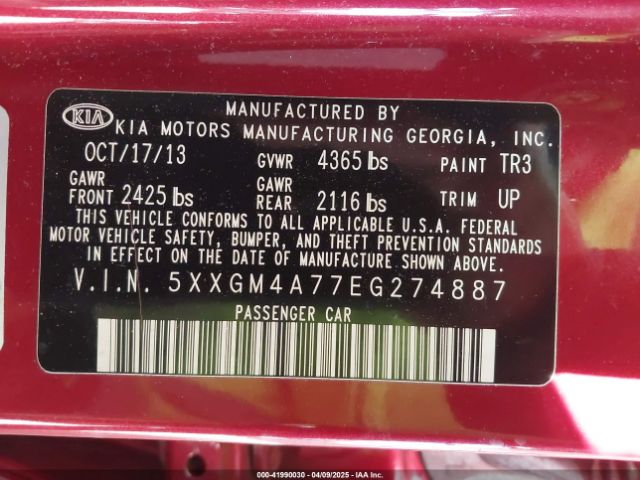 MANUFACTURED BY
KIA KIA MOTORS MANUFACTURING GEORGIA, INC.
OCT/17/13 GVWR 4365 lbs PAINT TR3
GAWR FRONT 2425 lbs GAWR REAR 2116 lbs TRIM UP
THIS VEHICLE CONFORMS TO ALL APPLICABLE U.S.A. FEDERAL
MOTOR VEHICLE SAFETY, BUMPER, AND THEFT PREVENTION STANDARDS
IN EFFECT ON THE DATE OF MANUFACTURE SHOWN ABOVE.
V.I.N. 5XXGM4A77EG274887
PASSENGER CAR
000-41990030 - 04/09/2025 - IAA Inc.